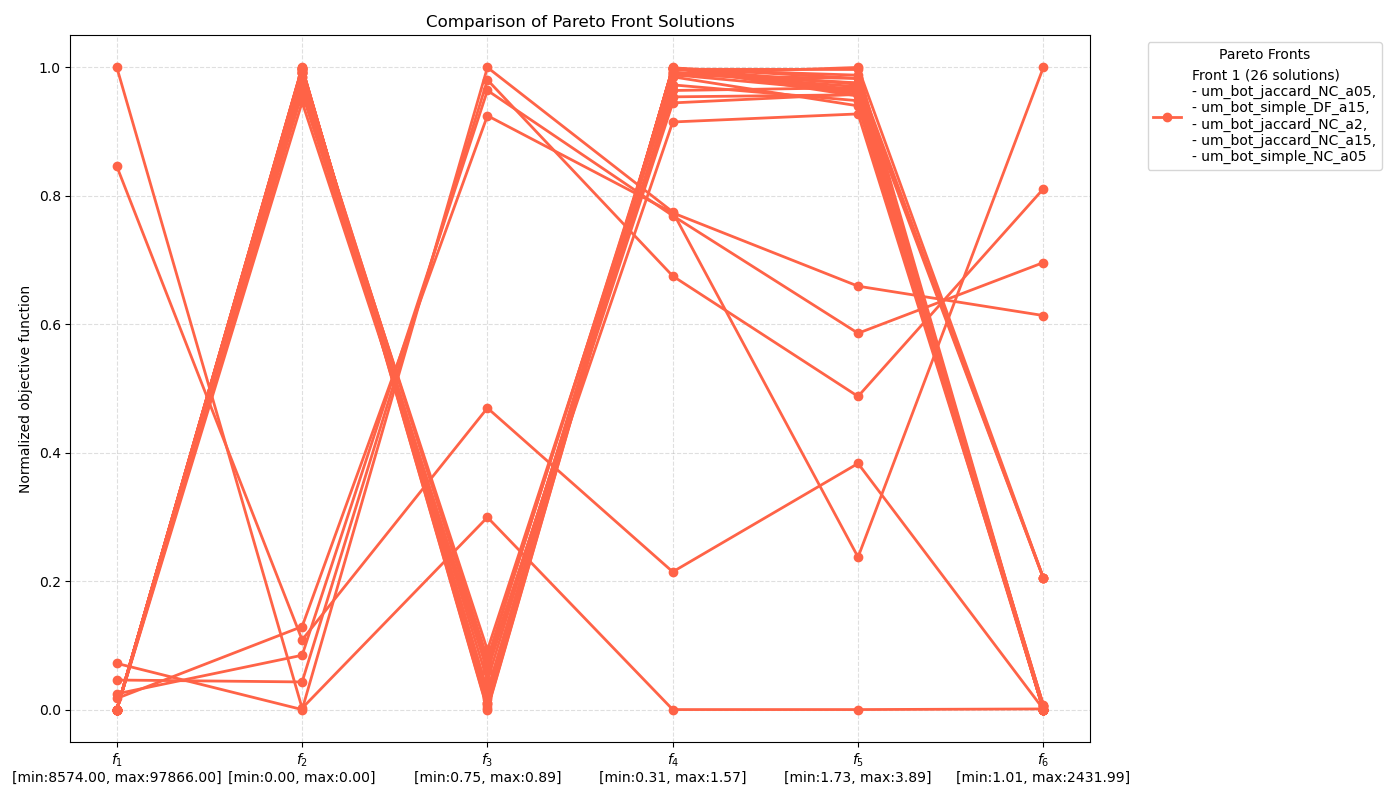 Comparison of Pareto Front Solutions
Normalized objective function
1.0
0.8
0.6
0.4
0.2
0.0
f1
[min:8574.00, max:97866.00]
f2
[min:0.00, max:0.00]
f3
[min:0.75, max:0.89]
f4
[min:0.31, max:1.57]
f5
[min:1.73, max:3.89]
f6
[min:1.01, max:2431.99]
Pareto Fronts
Front 1 (26 solutions)
- um_bot_jaccard_NC_a05,
- um_bot_simple_DF_a15,
- um_bot_jaccard_NC_a2,
- um_bot_jaccard_NC_a15,
- um_bot_simple_NC_a05